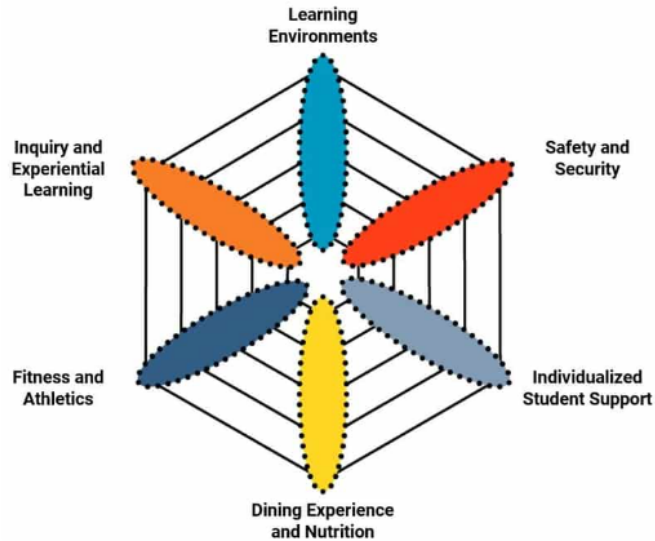 Learning
Environments
Inquiry and
Experiential
Learning
Safety and
Security
Fitness and
Athletics
Individualized
Student Support
Dining Experience
and Nutrition